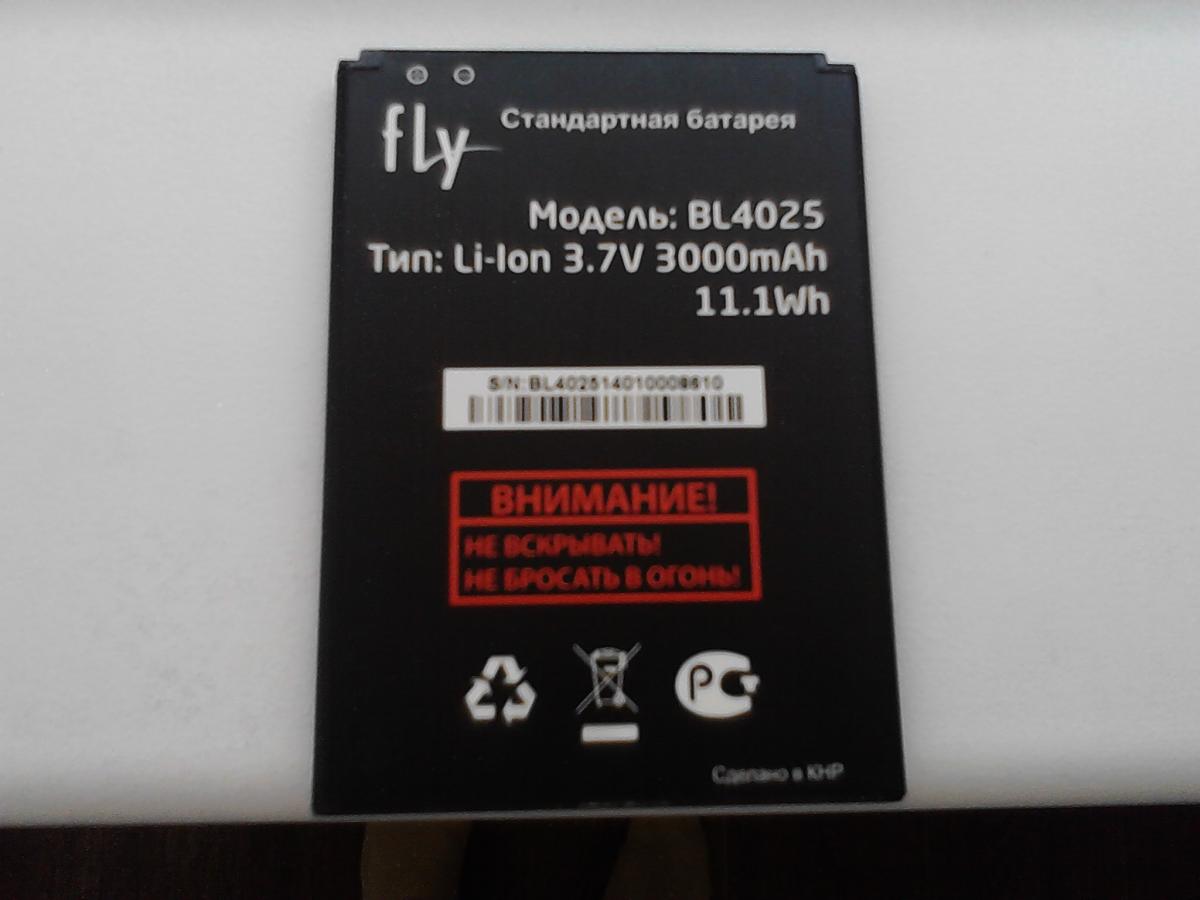 fly
Стандартная батарея
Модель: BL4025
Тип: Li-Ion 3.7V 3000mAh
11.1Wh
S/N:BL402514010009610
ВНИМАНИЕ!
НЕ ВСКРЫВАТЬ!
НЕ БРОСАТЬ В ОГОНЬ!
Сделано в КНР